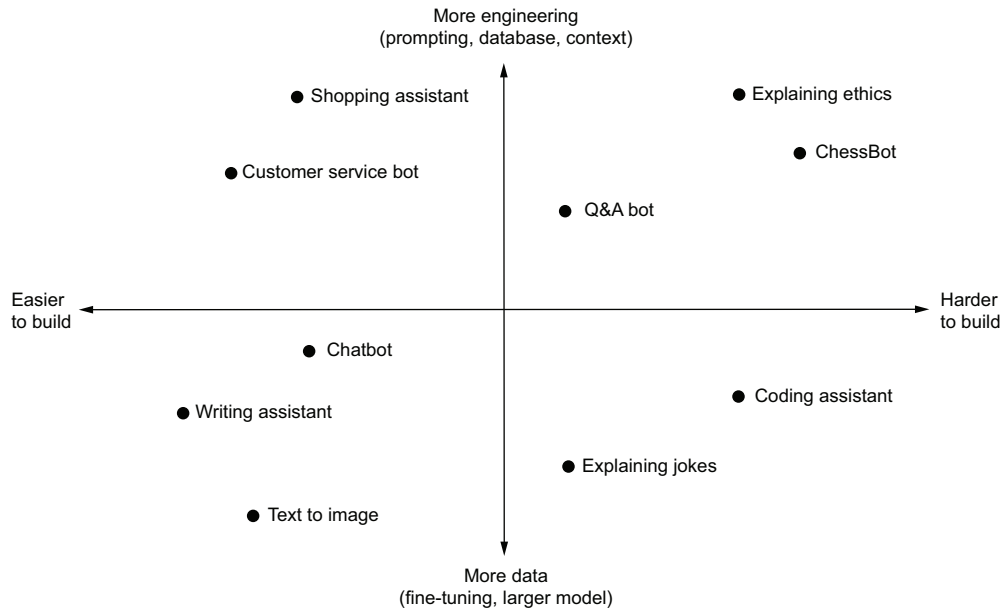 More engineering
(prompting, database, context)
Shopping assistant
Explaining ethics
ChessBot
Customer service bot
Q&A bot
Easier
to build
Harder
to build
Chatbot
Coding assistant
Writing assistant
Explaining jokes
Text to image
More data
(fine-tuning, larger model)